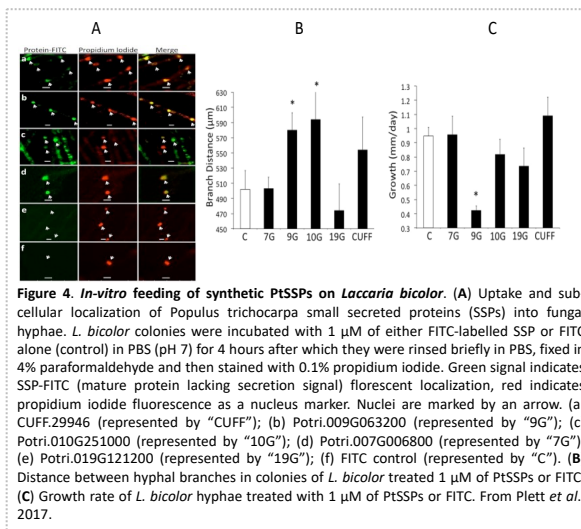 A B C
Protein-FITC Propidium Iodide Merge
a
b
c
d
e
f
Branch Distance (μm)
630
610
590
570
550
530
510
490
470
450
* *
C 7G 9G 10G 19G CUFF
Growth (mm/day)
1.3
1.2
1.1
1
0.9
0.8
0.7
0.6
0.5
0.4
0.3
*
C 7G 9G 10G 19G CUFF
Figure 4. In-vitro feeding of synthetic PtSSPs on Laccaria bicolor. (A) Uptake and sub
cellular localization of Populus trichocarpa small secreted proteins (SSPs) into funga
hyphae. L. bicolor colonies were incubated with 1 μM of either FITC-labelled SSP or FITC
alone (control) in PBS (pH 7) for 4 hours after which they were rinsed briefly in PBS, fixed in
4% paraformaldehyde and then stained with 0.1% propidium iodide. Green signal indicates
SSP-FITC (mature protein lacking secretion signal) florescent localization, red indicates
propidium iodide fluorescence as a nucleus marker. Nuclei are marked by an arrow. (a
CUFF.29946 (represented by “CUFF”); (b) Potri.009G063200 (represented by “9G”); (c
Potri.010G251000 (represented by “10G”); (d) Potri.007G006800 (represented by “7G”)
(e) Potri.019G121200 (represented by “19G”); (f) FITC control (represented by “C”). (B
Distance between hyphal branches in colonies of L. bicolor treated 1 μM of PtSSPs or FITC
(C) Growth rate of L. bicolor hyphae treated with 1 μM of PtSSPs or FITC. From Plett et al.
2017.